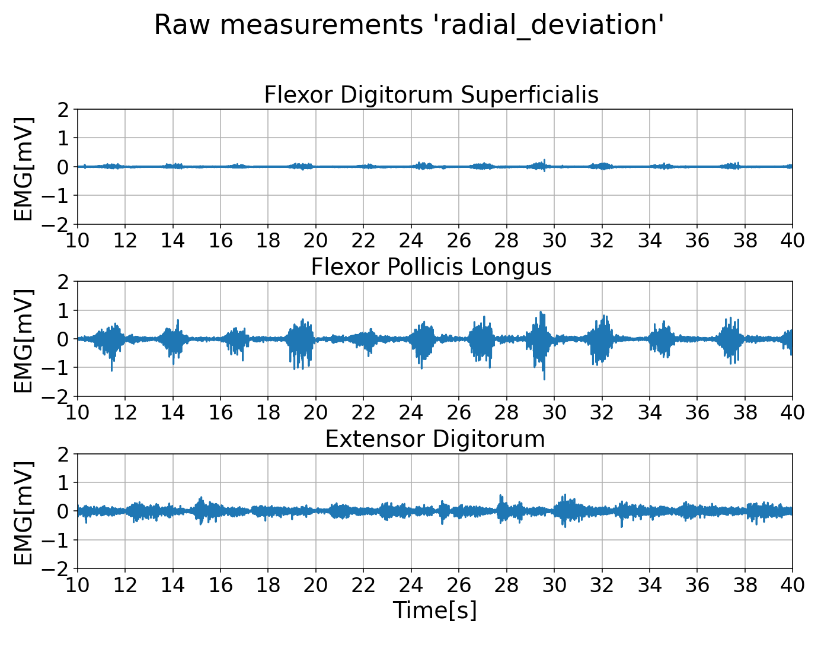 Raw measurements 'radial_deviation'
Flexor Digitorum Superficialis
EMG[mV]
2
1
0
−1
−2
10 12 14 16 18 20 22 24 26 28 30 32 34 36 38 40
Flexor Pollicis Longus
EMG[mV]
2
1
0
−1
−2
10 12 14 16 18 20 22 24 26 28 30 32 34 36 38 40
Extensor Digitorum
EMG[mV]
2
1
0
−1
−2
10 12 14 16 18 20 22 24 26 28 30 32 34 36 38 40
Time[s]